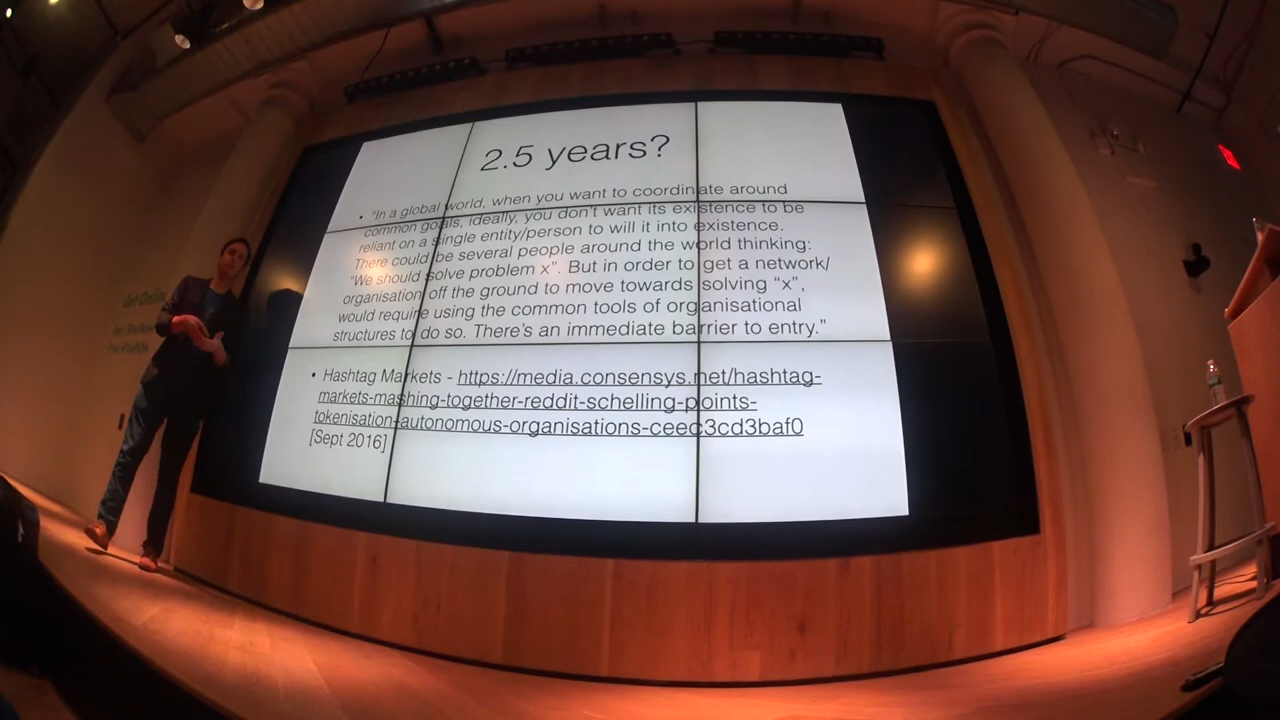 2.5 years?
• “In a global world, when you want to coordinate around
common goals, ideally, you don't want its existence to be
reliant on a single entity/person to will it into existence.
There could be several people around the world thinking:
“We should solve problem x”. But in order to get a network/
organisation off the ground to move towards solving “x”,
would require using the common tools of organisational
structures to do so. There's an immediate barrier to entry.”
• Hashtag Markets - https://media.consensys.net/hashtag-
markets-mashing-together-reddit-schelling-points-
tokenisation-autonomous-organisations-ceec3cd3baf0
[Sept 2016]
Get Online